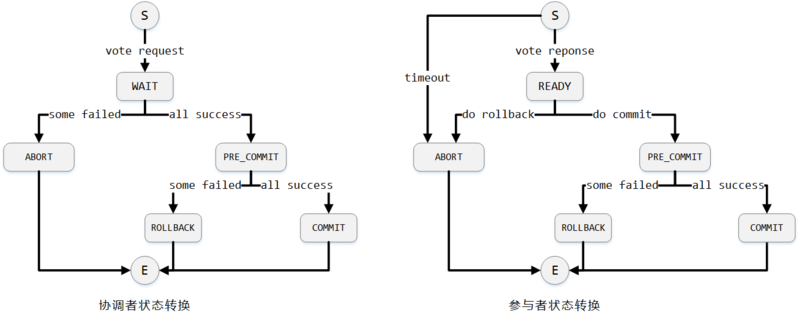 S
vote request
WAIT
some failed
all success
ABORT
PRE_COMMIT
some failed
all success
ROLLBACK
COMMIT
E
协调者状态转换
S
vote reponse
timeout
READY
do rollback
do commit
ABORT
PRE_COMMIT
some failed
all success
ROLLBACK
COMMIT
E
参与者状态转换